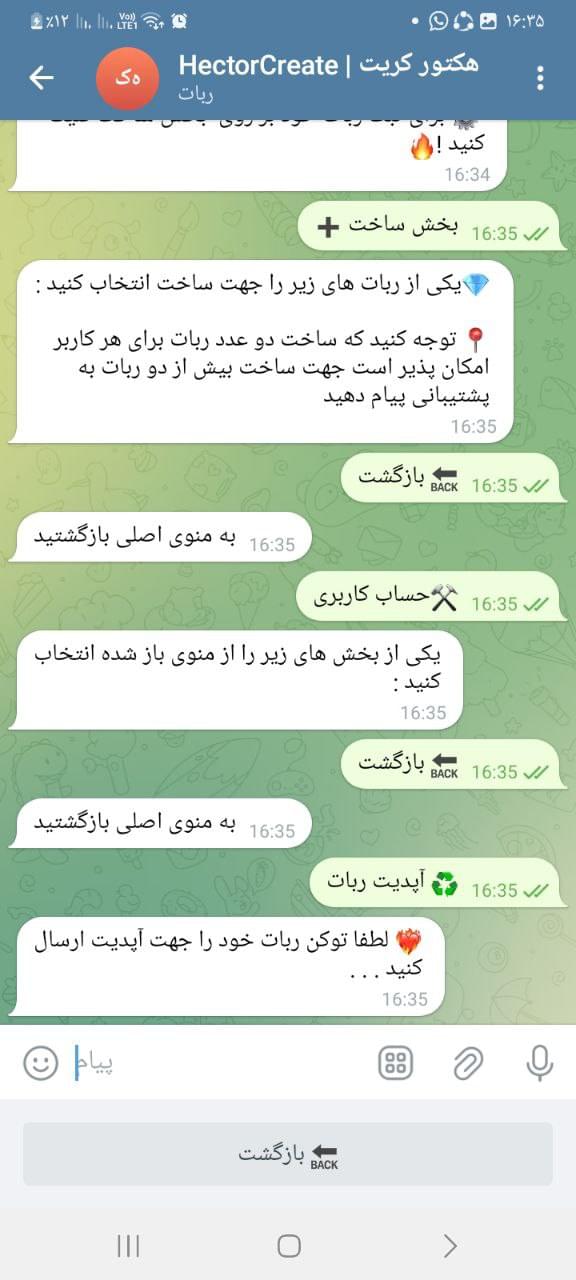 ٪۱۲ Vo)) LTE1 ۱۶:۳۵
هکتور کریت | HectorCreate
هک
ربات
کنید !🔥
16:34
بخش ساخت ➕ 16:35
💎یکی از ربات های زیر را جهت ساخت انتخاب کنید :
📍 توجه کنید که ساخت دو عدد ربات برای هر کاربر
امکان پذیر است جهت ساخت بیش از دو ربات به
پشتیبانی پیام دهید
16:35
🔙 بازگشت 16:35
به منوی اصلی بازگشتید 16:35
⚒حساب کاربری 16:35
یکی از بخش های زیر را از منوی باز شده انتخاب
کنید :
16:35
🔙 بازگشت 16:35
به منوی اصلی بازگشتید 16:35
♻️ آپدیت ربات 16:35
❤️‍🔥 لطفا توکن ربات خود را جهت آپدیت ارسال
کنید . . .
16:35
پیام
🔙 بازگشت